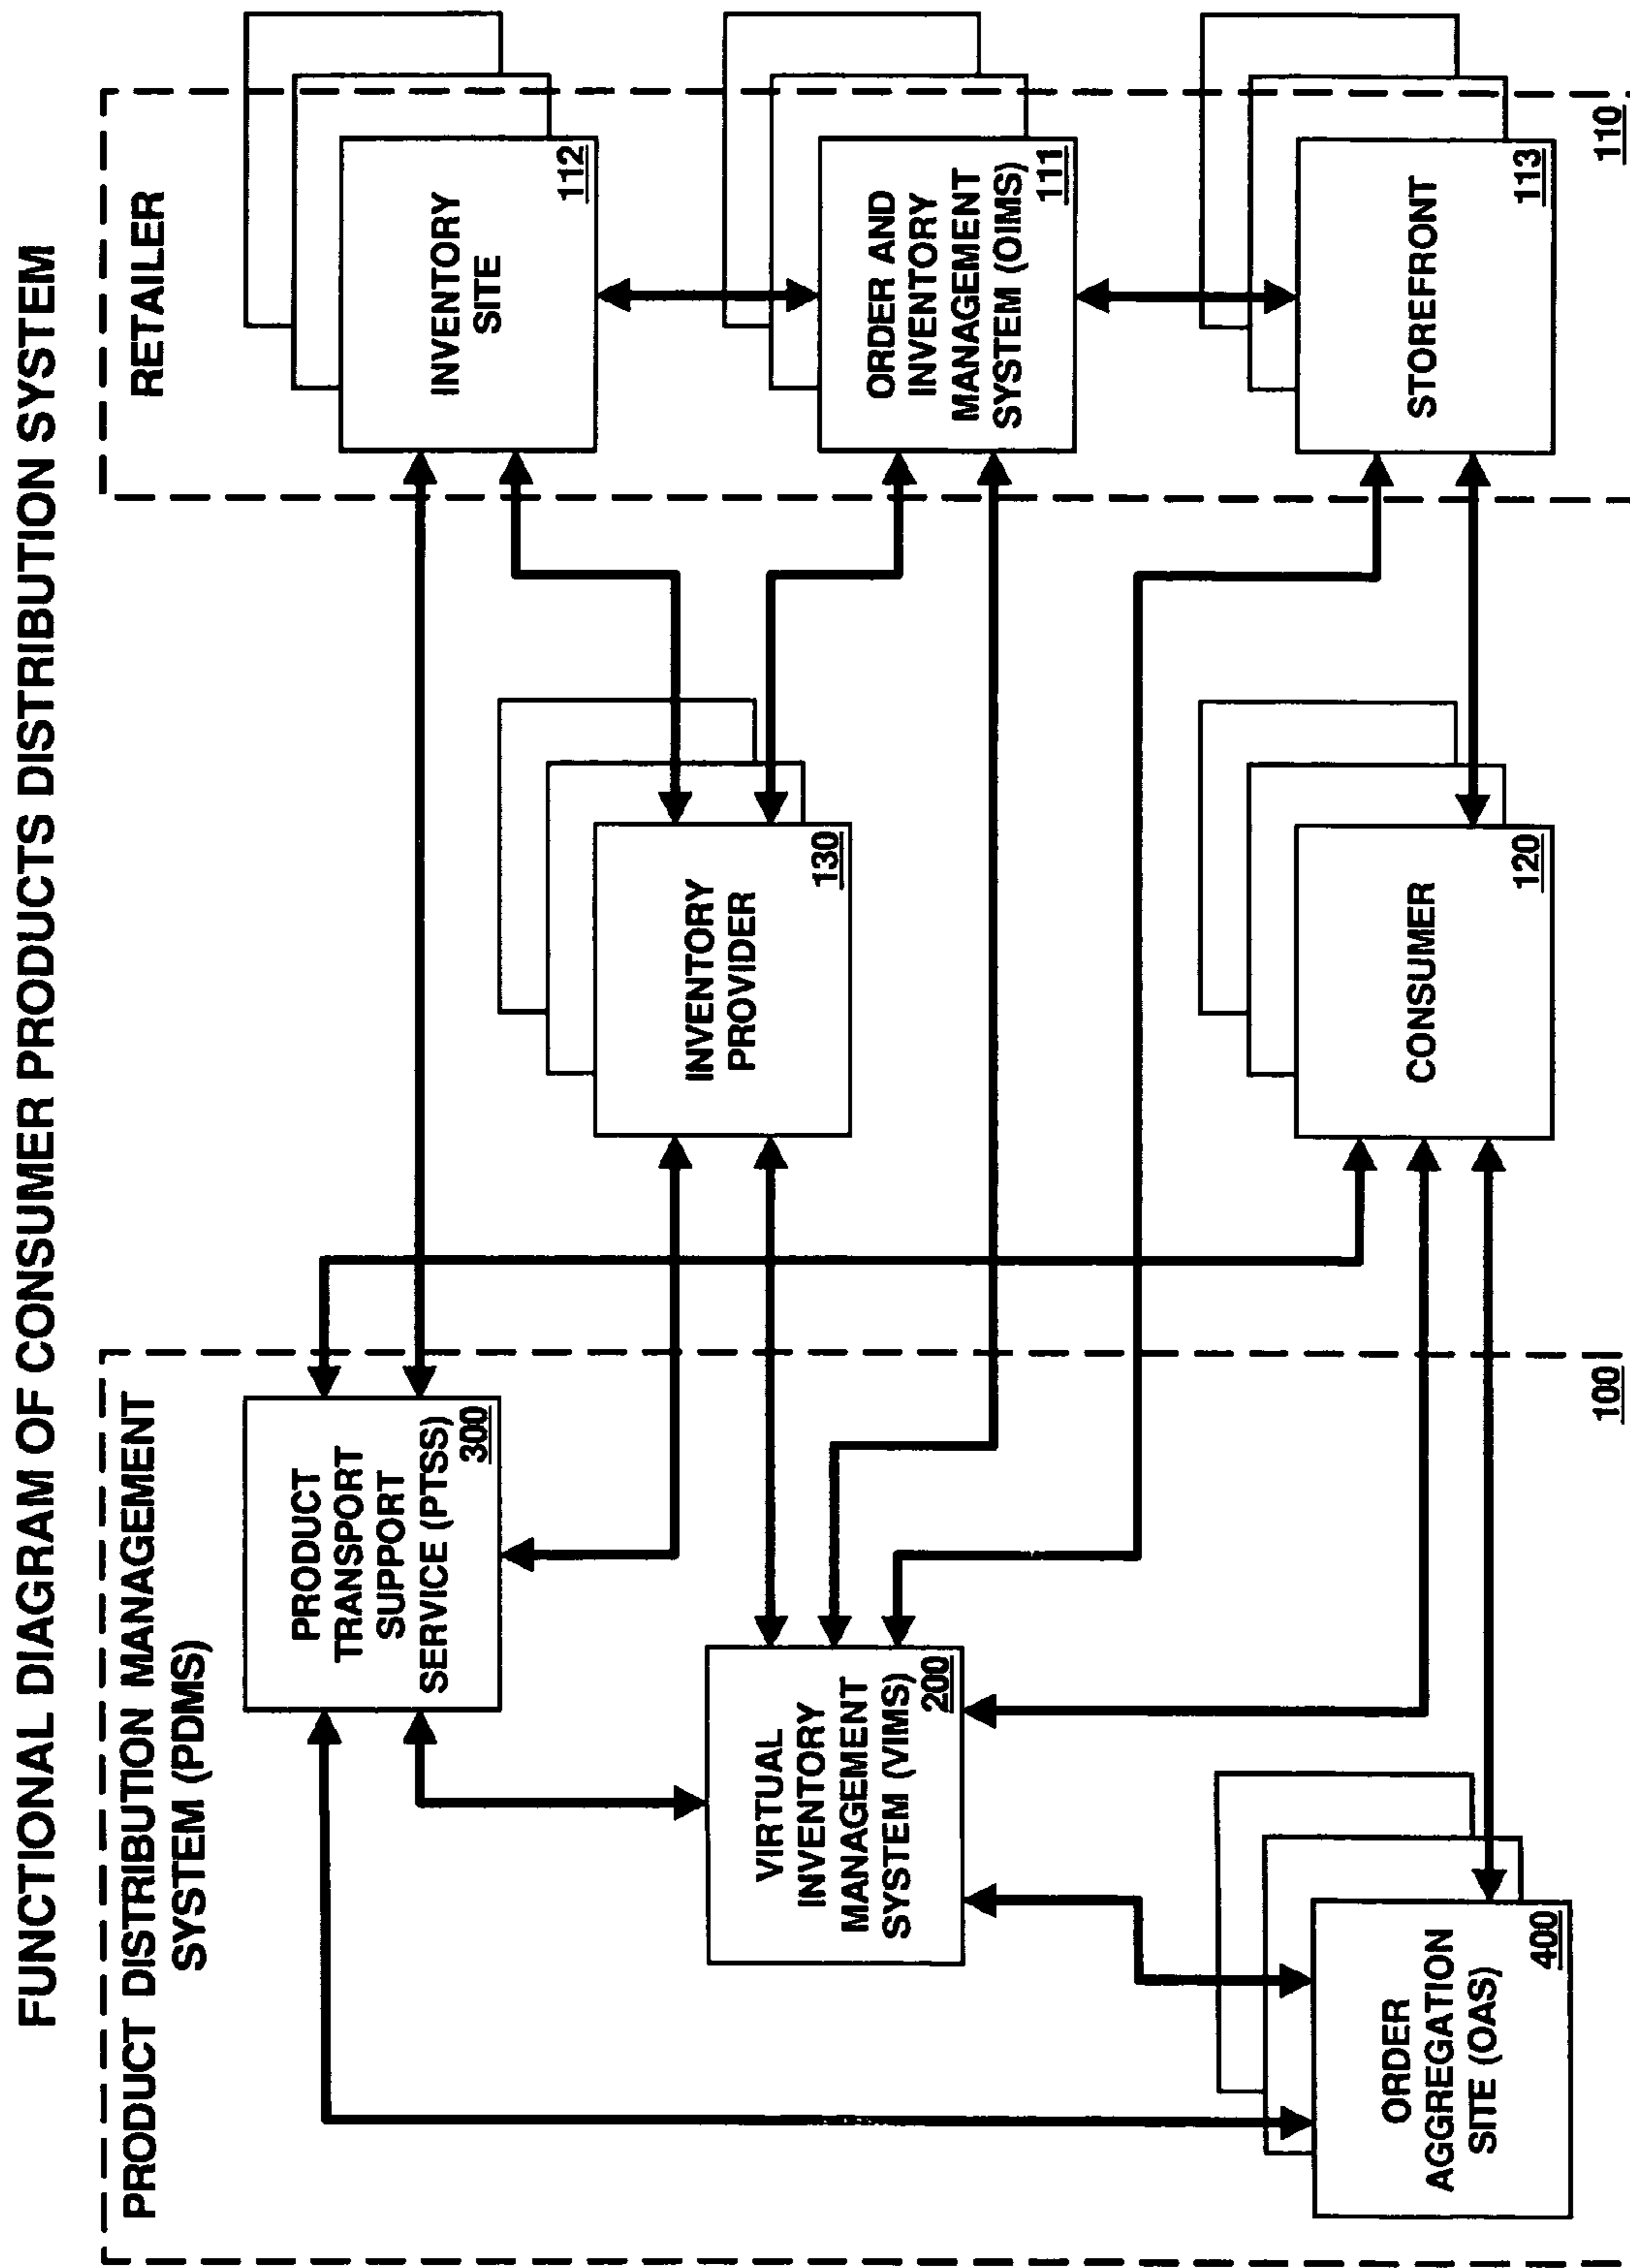 FUNCTIONAL DIAGRAM OF CONSUMER PRODUCTS DISTRIBUTION SYSTEM
PRODUCT DISTRIBUTION MANAGEMENT
SYSTEM (PDMS)
PRODUCT
TRANSPORT
SUPPORT
SERVICE (PTSS)
300
VIRTUAL
INVENTORY
MANAGEMENT
SYSTEM (VIMS)
200
ORDER
AGGREGATION
SITE (OAS)
400
100
INVENTORY
PROVIDER
130
CONSUMER
120
RETAILER
INVENTORY
SITE
112
ORDER AND
INVENTORY
MANAGEMENT
SYSTEM (OIMS)
111
STOREFRONT
113
110